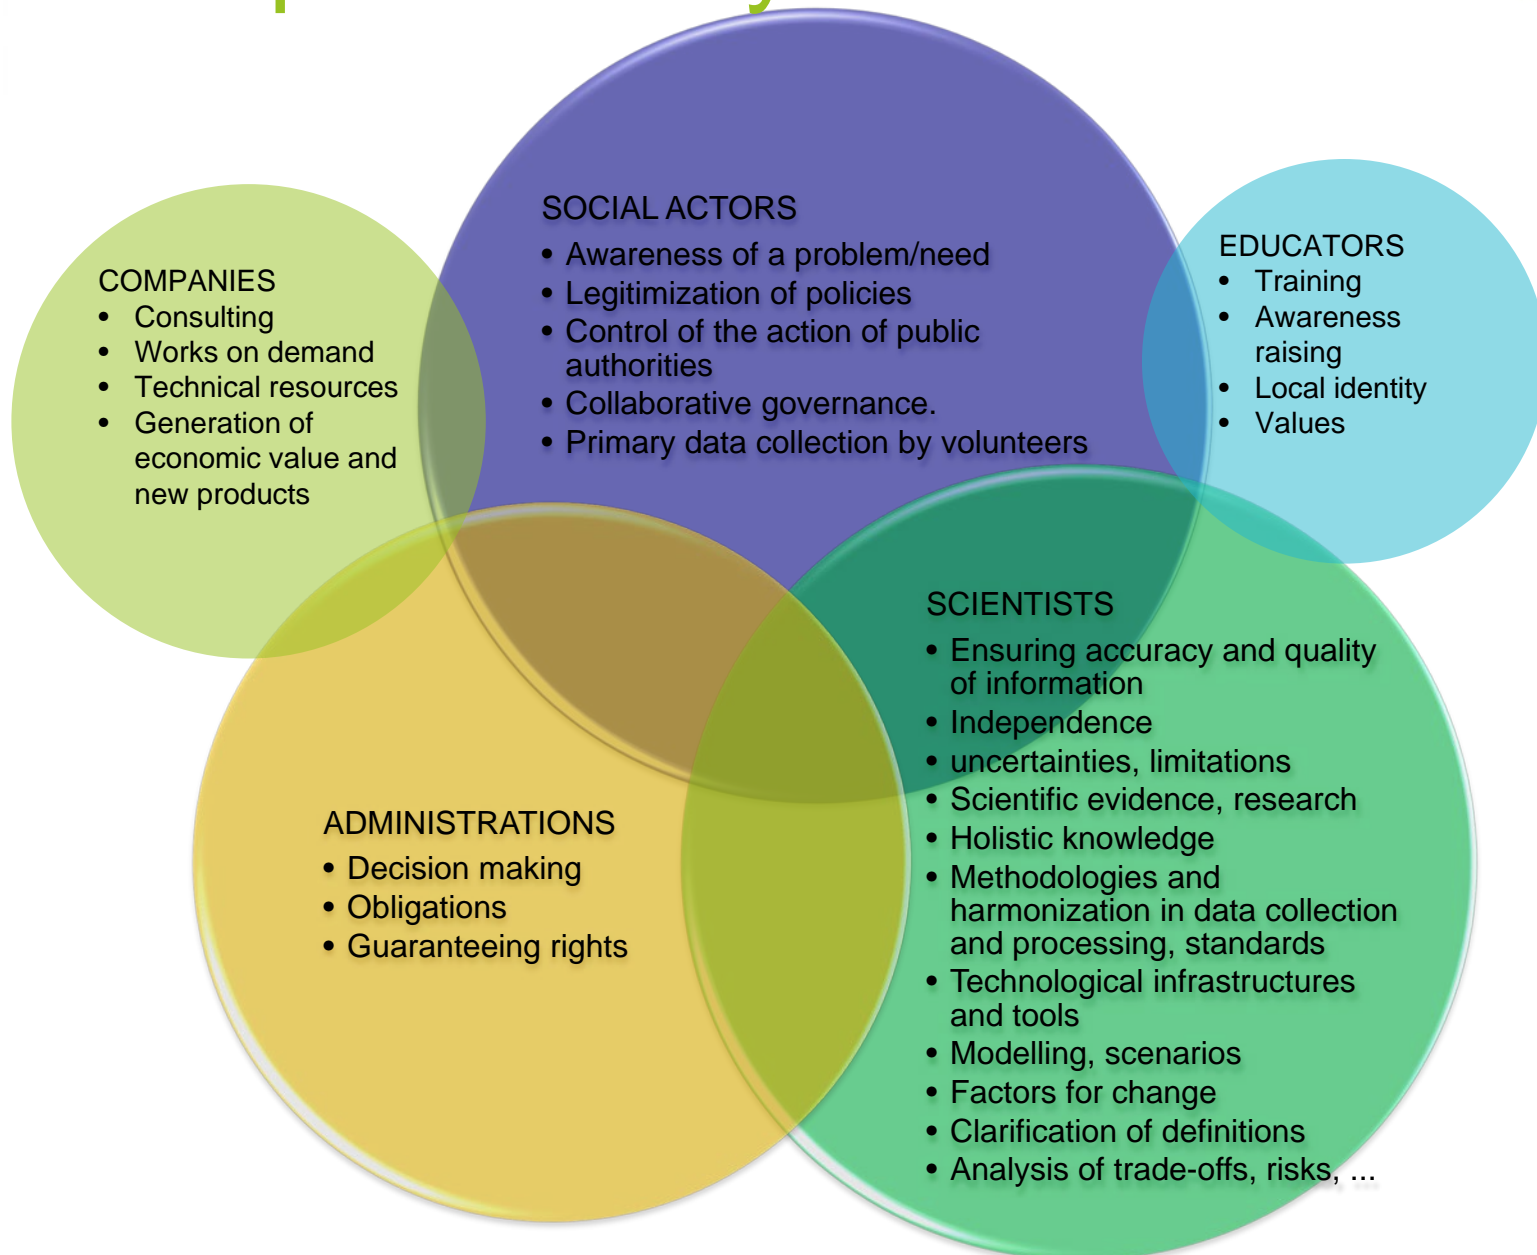 SOCIAL ACTORS
• Awareness of a problem/need
• Legitimization of policies
• Control of the action of public
authorities
• Collaborative governance.
• Primary data collection by volunteers
COMPANIES
• Consulting
• Works on demand
• Technical resources
• Generation of
economic value and
new products
EDUCATORS
• Training
• Awareness
raising
• Local identity
• Values
ADMINISTRATIONS
• Decision making
• Obligations
• Guaranteeing rights
SCIENTISTS
• Ensuring accuracy and quality
of information
• Independence
• uncertainties, limitations
• Scientific evidence, research
• Holistic knowledge
• Methodologies and
harmonization in data collection
and processing, standards
• Technological infrastructures
and tools
• Modelling, scenarios
• Factors for change
• Clarification of definitions
• Analysis of trade-offs, risks, ...